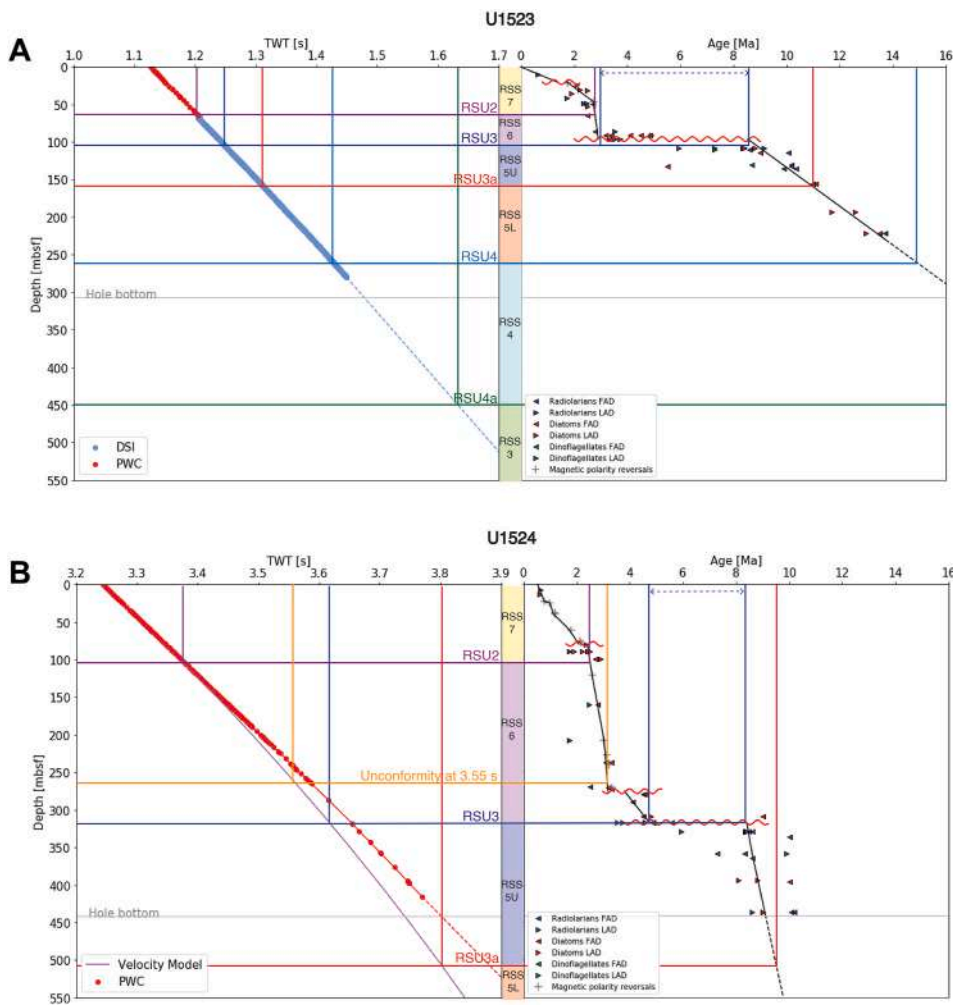 U1523
A
TWT [s]
Age [Ma]
1.0 1.1 1.2 1.3 1.4 1.5 1.6 1.7 0 2 4 6 8 10 12 14 16
0
50
100
150
200
250
300
350
400
450
500
550
Depth [mbsf]
RSU2
RSU3
RSU3a
RSU4
Hole bottom
RSU4a
RSS 7
RSS 6
RSS 5U
RSS 5L
RSS 4
RSS 3
DSI
PWC
Radiolarians FAD
Radiolarians LAD
Diatoms FAD
Diatoms LAD
Dinoflagellates FAD
Dinoflagellates LAD
Magnetic polarity reversals
U1524
B
TWT [s]
Age [Ma]
3.2 3.3 3.4 3.5 3.6 3.7 3.8 3.9 0 2 4 6 8 10 12 14 16
0
50
100
150
200
250
300
350
400
450
500
550
Depth [mbsf]
RSU2
Unconformity at 3.55 s
RSU3
Hole bottom
RSU3a
RSS 7
RSS 6
RSS 5U
RSS 5L
Velocity Model
PWC
Radiolarians FAD
Radiolarians LAD
Diatoms FAD
Diatoms LAD
Dinoflagellates FAD
Dinoflagellates LAD
Magnetic polarity reversals